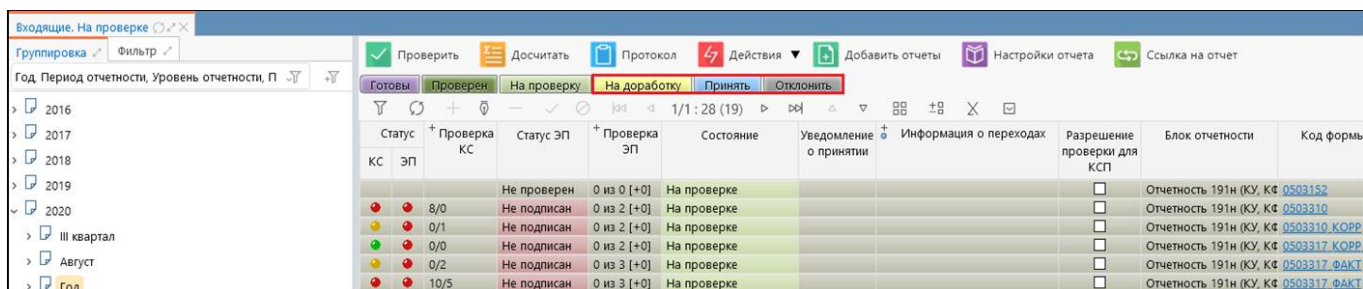 Входящие. На проверке
Группировка Фильтр
Год, Период отчетности, Уровень отчетности, П
2016
2017
2018
2019
2020
III квартал
Август
Год
Проверить Досчитать Протокол Действия Добавить отчеты Настройки отчета Ссылка на отчет
Готовы Проверен На проверку На доработку Принять Отклонить
1/1 : 28 (19)
Статус КС ЭП Проверка КС Статус ЭП Проверка ЭП Состояние Уведомление о принятии Информация о переходах Разрешение проверки для КСП Блок отчетности Код формы
Не проверен 0 из 0 [+0] На проверке Отчетность 191н (КУ, КФ 0503152
8/0 Не подписан 0 из 2 [+0] На проверке Отчетность 191н (КУ, КФ 0503310
0/1 Не подписан 0 из 2 [+0] На проверке Отчетность 191н (КУ, КФ 0503310_КОРР
0/0 Не подписан 0 из 2 [+0] На проверке Отчетность 191н (КУ, КФ 0503317_КОРР
0/2 Не подписан 0 из 3 [+0] На проверке Отчетность 191н (КУ, КФ 0503317_ФАКТ
10/5 Не подписан 0 из 3 [+0] На проверке Отчетность 191н (КУ, КФ 0503317_ФАКТ